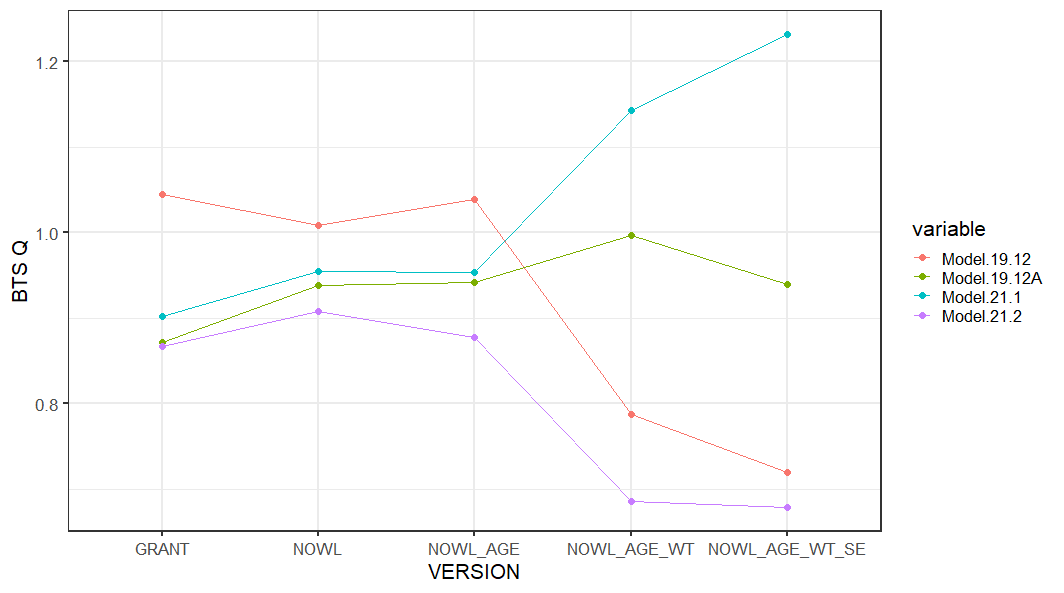 1.2
1.0
0.8
BTS Q
GRANT
NOWL
NOWL_AGE
NOWL_AGE_WT
NOWL_AGE_WT_SE
VERSION
variable
Model.19.12
Model.19.12A
Model.21.1
Model.21.2